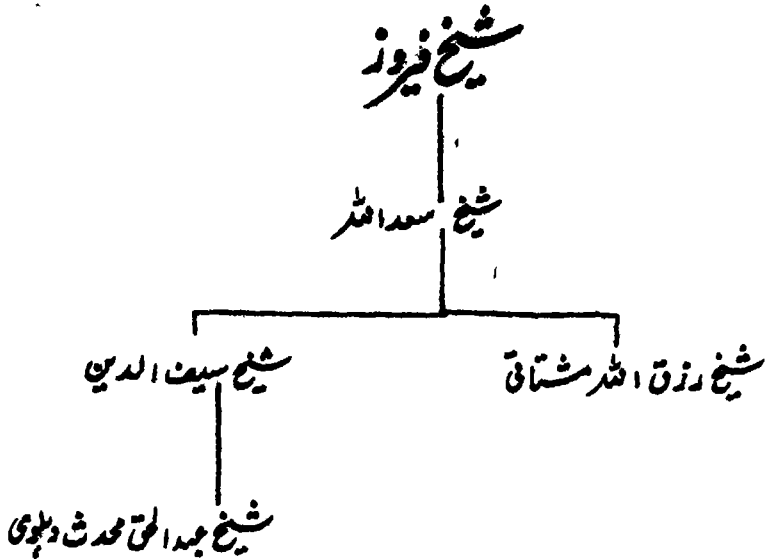 شیخ فیروز
شیخ سعد اللہ
شیخ رزق اللہ مشتاقی
شیخ سیف الدین
شیخ عبد الحق محدث دہلوی